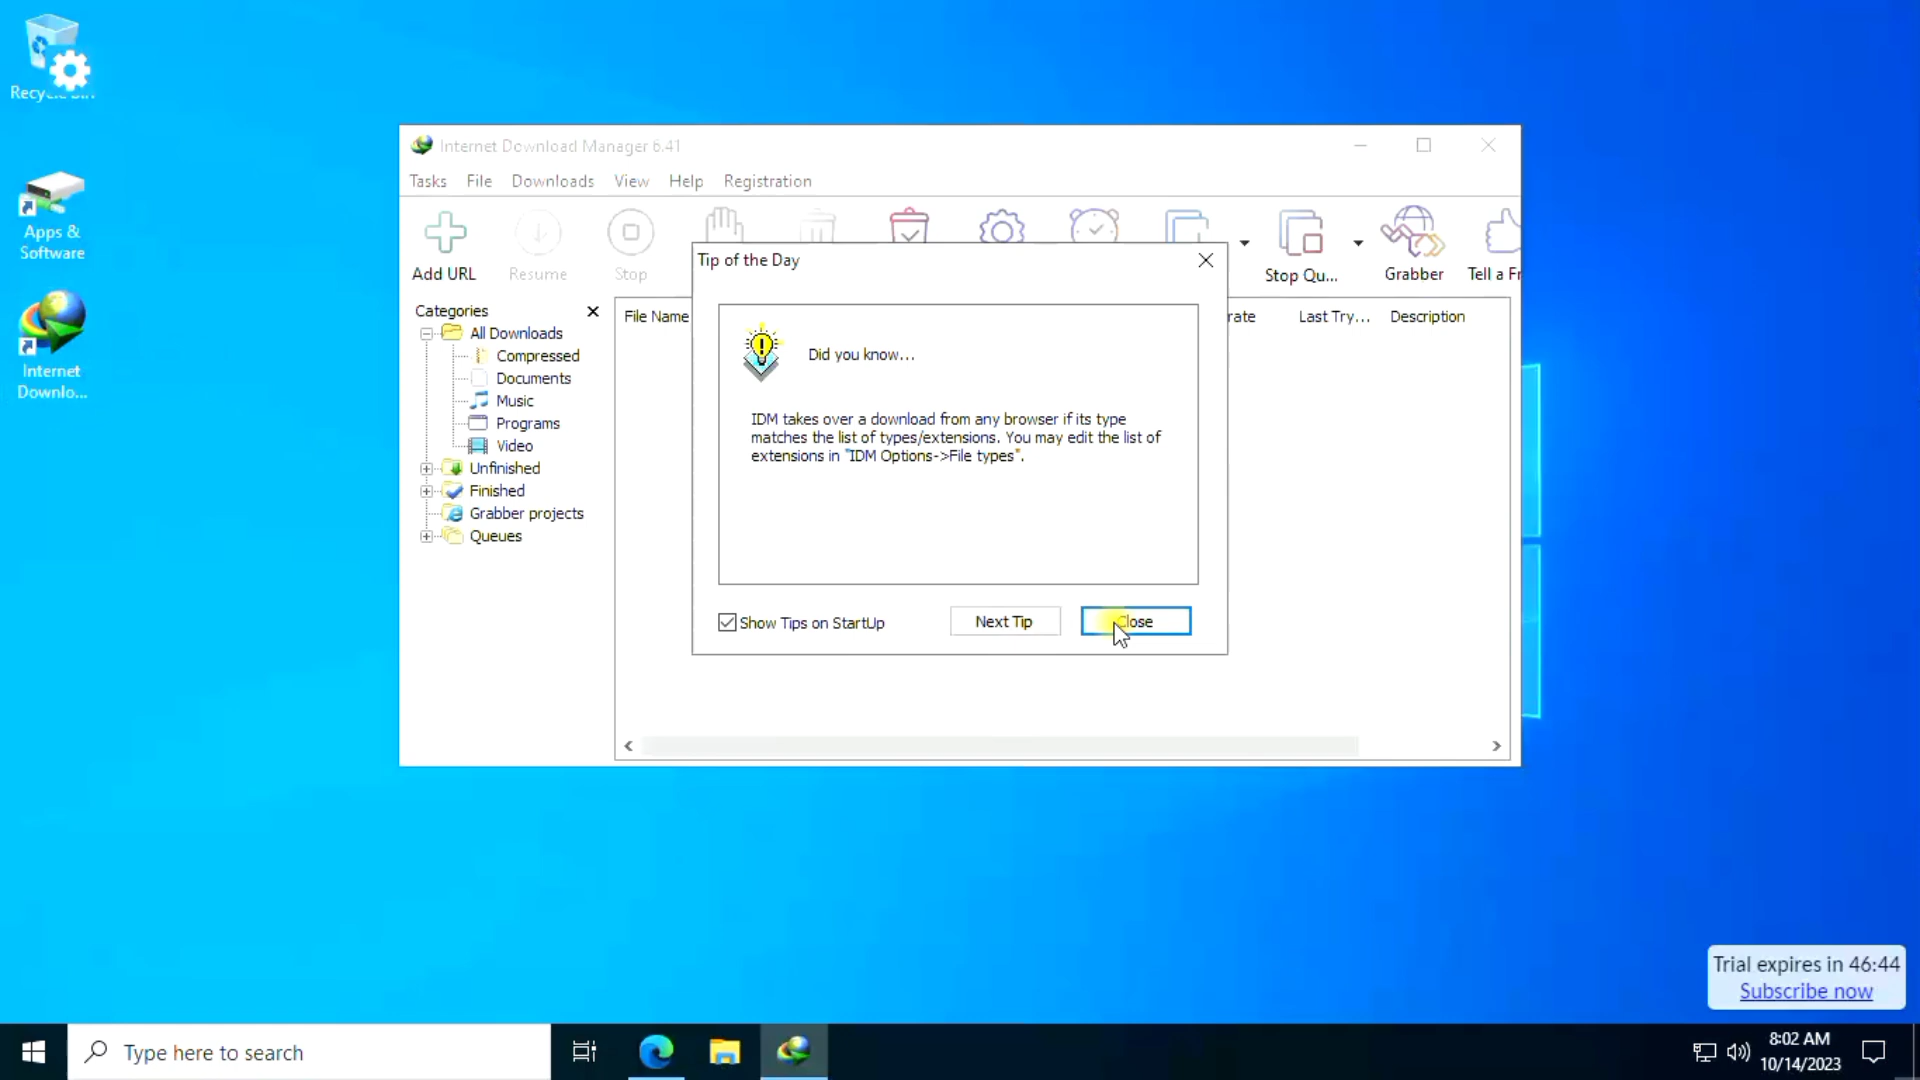 Internet Download Manager 6.41
Tasks File Downloads View Help Registration
Add URL
Resume
Stop
Stop Qu...
Grabber
Tell a Fr
Categories
All Downloads
Compressed
Documents
Music
Programs
Video
Unfinished
Finished
Grabber projects
Queues
File Name
Last Try...
Description
Tip of the Day
Did you know...
IDM takes over a download from any browser if its type
matches the list of types/extensions. You may edit the list of
extensions in "IDM Options->File types".
Show Tips on StartUp
Next Tip
Close
Apps &
Software
Internet
Downlo...
Trial expires in 46:44
Subscribe now
Type here to search
8:02 AM
10/14/2023